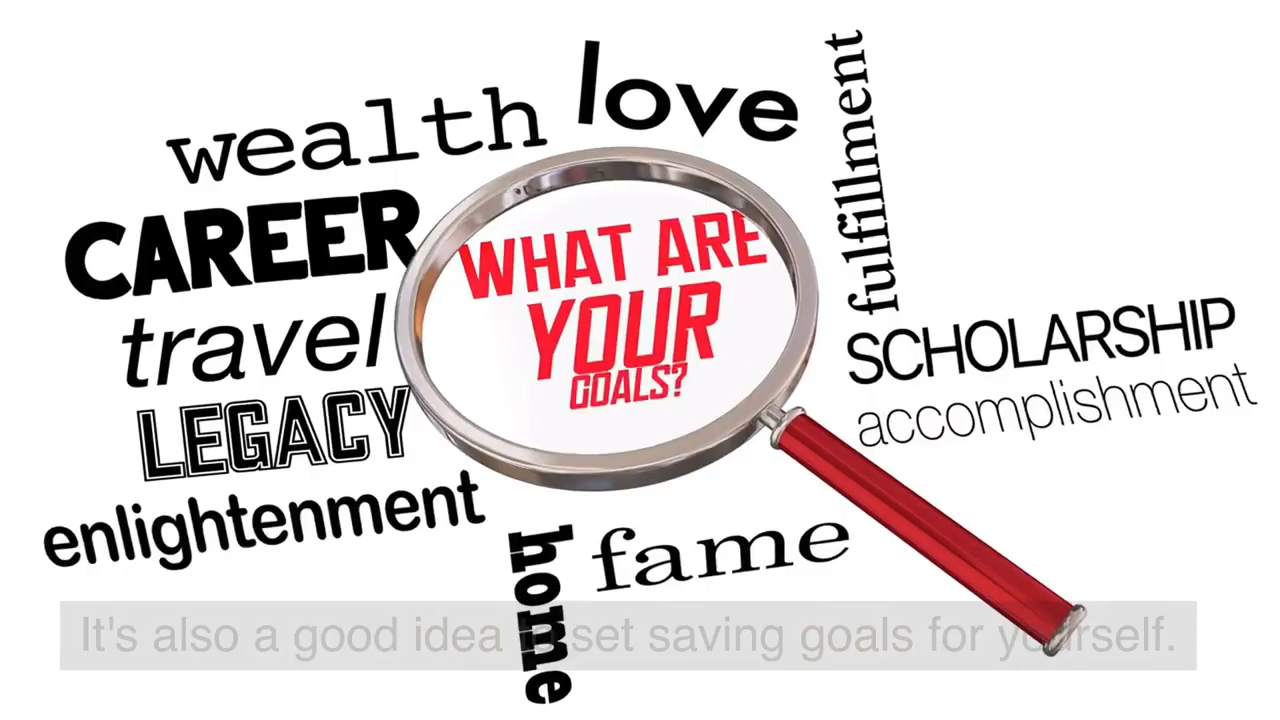 wealth
love
fulfillment
CAREER
WHAT ARE
YOUR
GOALS?
travel
SCHOLARSHIP
LEGACY
accomplishment
enlightenment
home
fame
It's also a good idea to set saving goals for yourself.